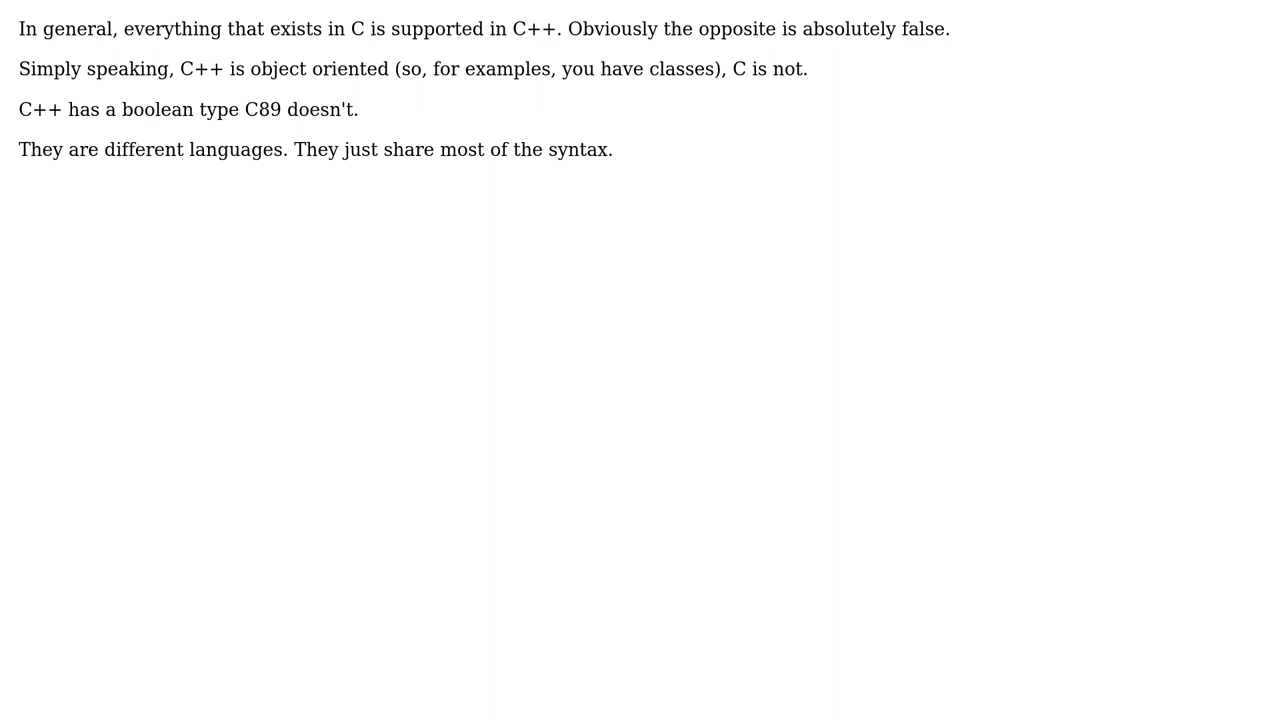 In general, everything that exists in C is supported in C++. Obviously the opposite is absolutely false.
Simply speaking, C++ is object oriented (so, for examples, you have classes), C is not.
C++ has a boolean type C89 doesn't.
They are different languages. They just share most of the syntax.